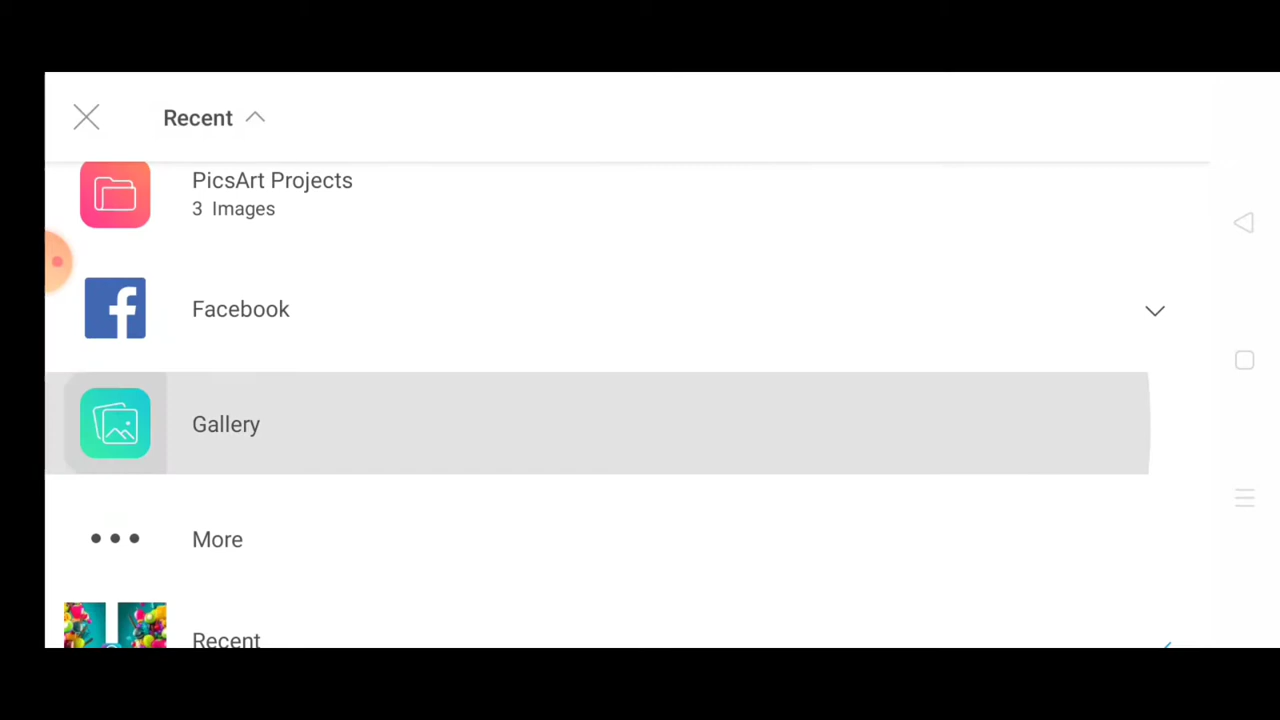 Recent
PicsArt Projects
3 Images
Facebook
Gallery
More
Recent